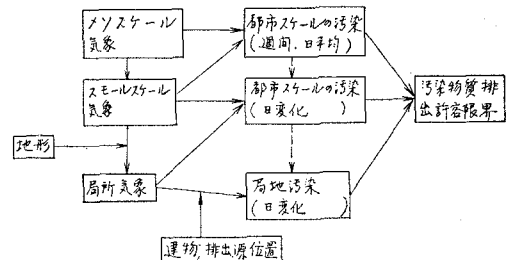 メソスケール
気象
都市スケールの汚染
(週間.日平均)
スモールスケール
気象
都市スケールの汚染
(日変化)
汚染物質排
出許容限界
地形
局所気象
局地汚染
(日変化)
建物,排出源位置